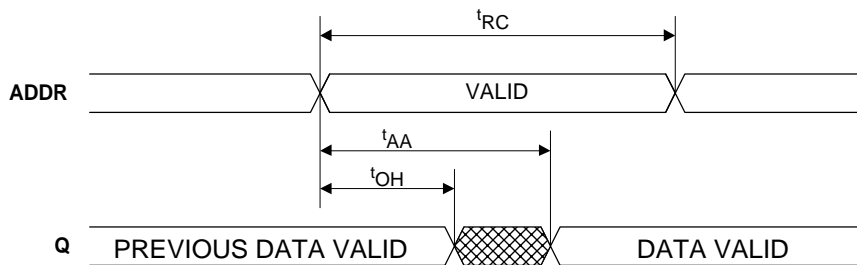 tRC
ADDR VALID
tAA
tOH
Q PREVIOUS DATA VALID DATA VALID